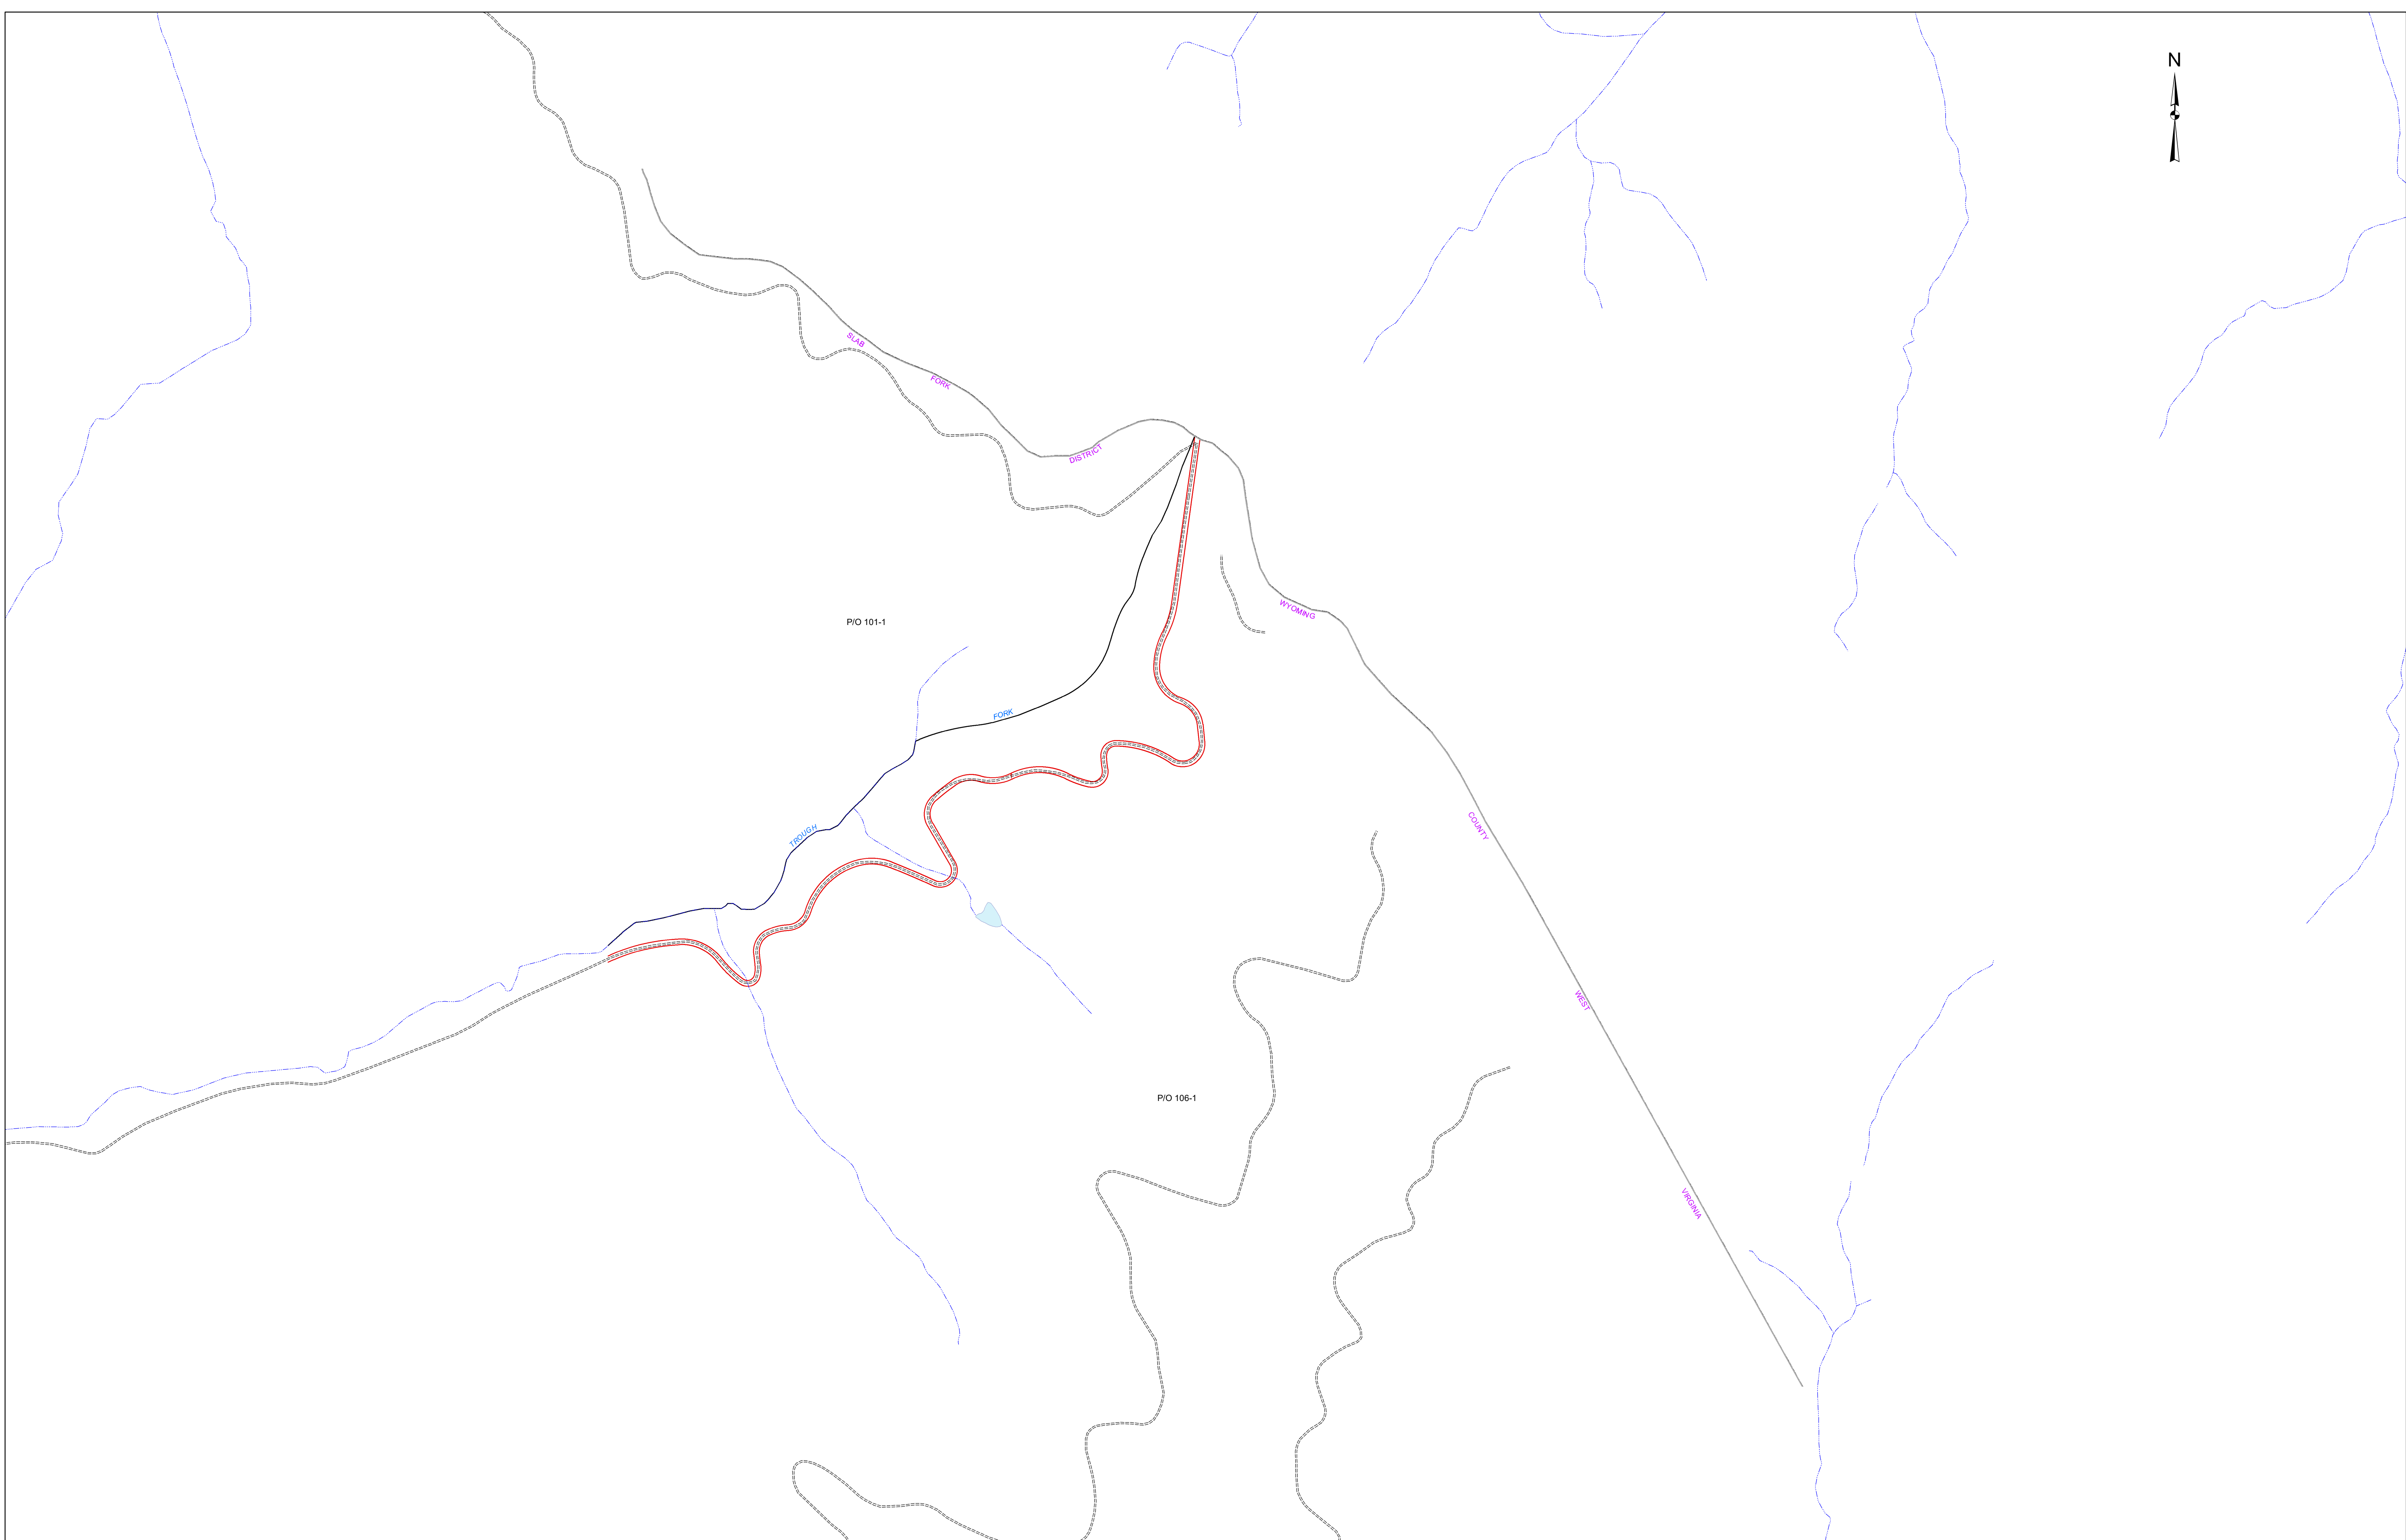 N
SLAB
FORK
DISTRICT
WYOMING
P/O 101-1
FORK
TROUGH
COUNTY
WEST
P/O 106-1
VIRGINIA